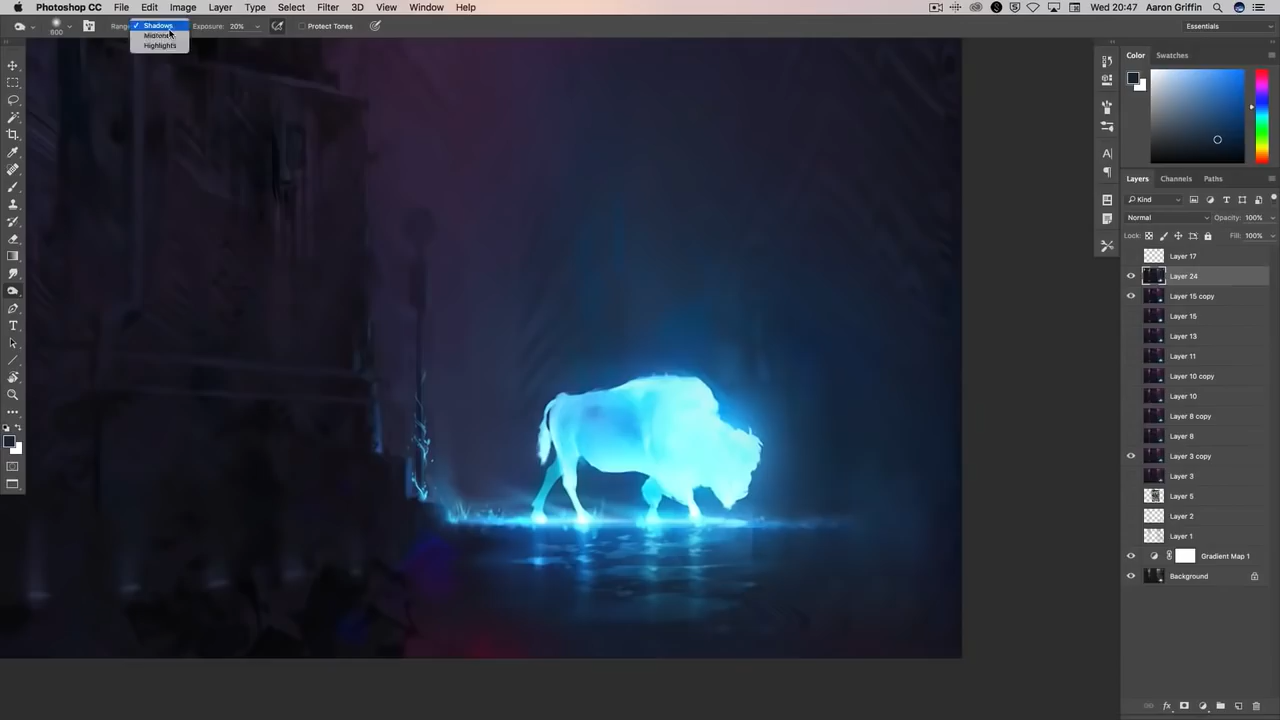 Photoshop CC File Edit Image Layer Type Select Filter 3D View Window Help Wed 20:47 Aaron Griffin
800 Range Shadows Exposure: 20% Protect Tones Essentials
Midtones
Highlights
Color Swatches
Layers Channels Paths
Kind
Normal Opacity: 100%
Lock: Fill: 100%
Layer 17
Layer 24
Layer 15 copy
Layer 15
Layer 13
Layer 11
Layer 10 copy
Layer 10
Layer 8 copy
Layer 8
Layer 3 copy
Layer 3
Layer 5
Layer 2
Layer 1
Gradient Map 1
Background